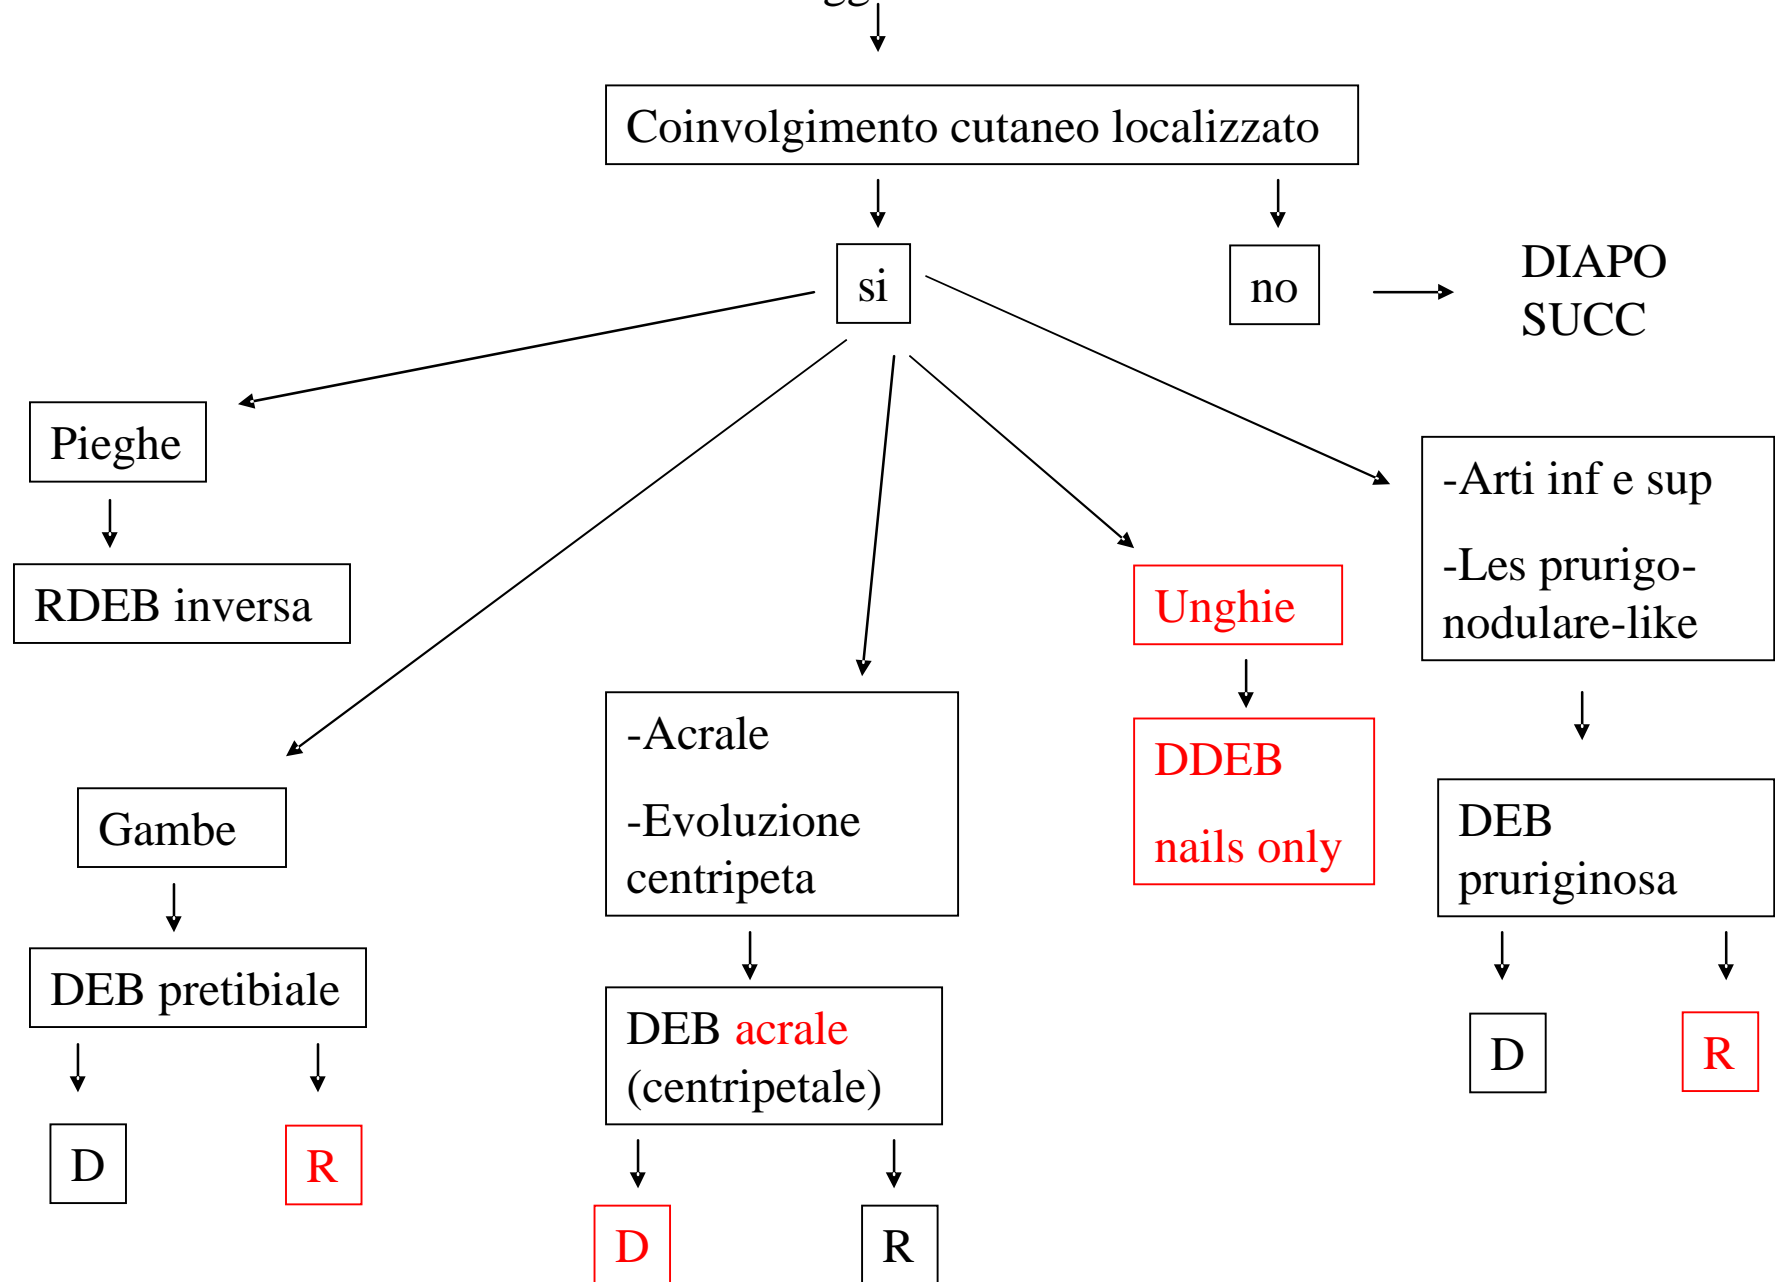 Coinvolgimento cutaneo localizzato
si
no
DIAPO
SUCC
Pieghe
-Arti inf e sup
-Les prurigo-
nodulare-like
RDEB inversa
Unghie
-Acrale
-Evoluzione
centripeta
DDEB
nails only
Gambe
DEB
pruriginosa
DEB pretibiale
DEB acrale
(centripetale)
D
R
D
R
D
R